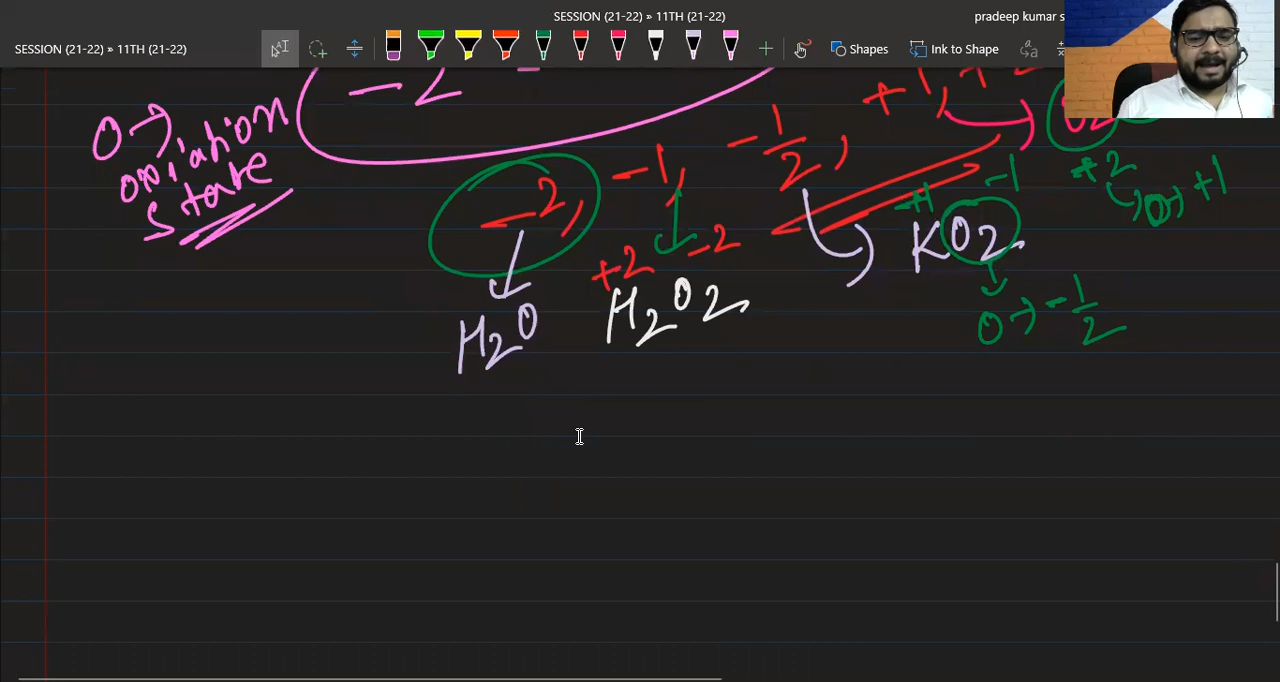 SESSION (21-22) » 11TH (21-22)
pradeep kumar s
SESSION (21-22) » 11TH (21-22)
Shapes
Ink to Shape
-2
O → oxidation
state
-2, -1, -1/2, +1, +2
+2
O → +1
+2 -2
+1 -1
H2O
H2O2
KO2
O → -1/2